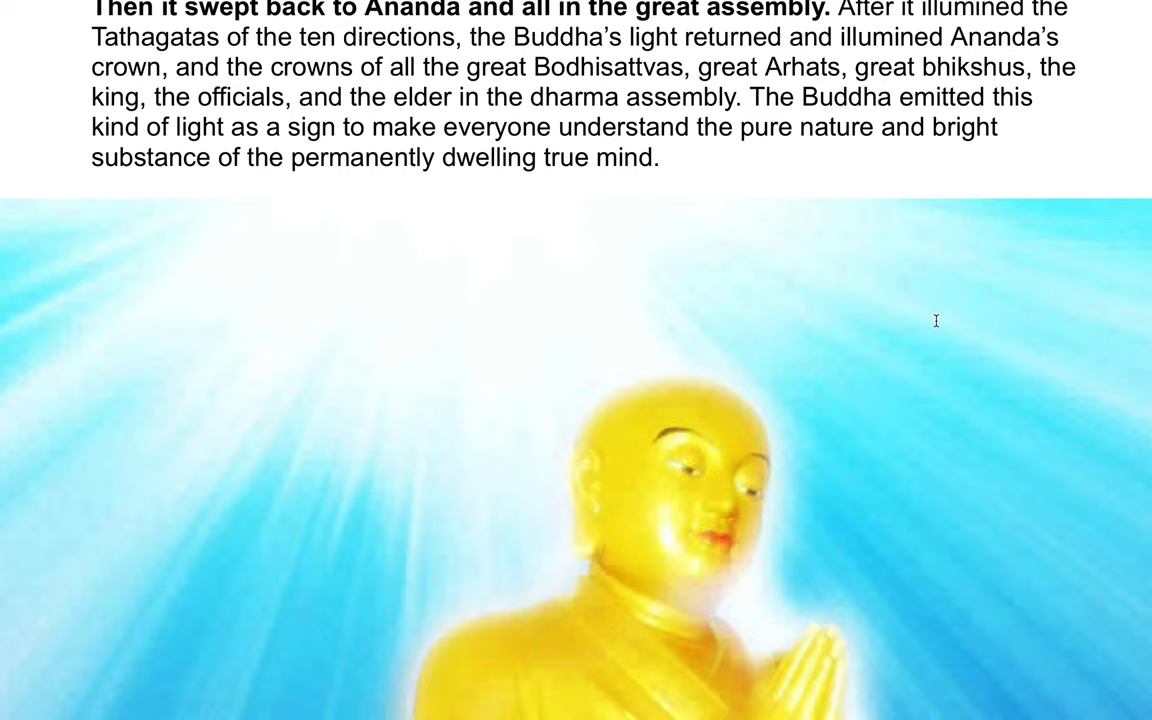 Then it swept back to Ananda and all in the great assembly. After it illumined the
Tathagatas of the ten directions, the Buddha’s light returned and illumined Ananda’s
crown, and the crowns of all the great Bodhisattvas, great Arhats, great bhikshus, the
king, the officials, and the elder in the dharma assembly. The Buddha emitted this
kind of light as a sign to make everyone understand the pure nature and bright
substance of the permanently dwelling true mind.